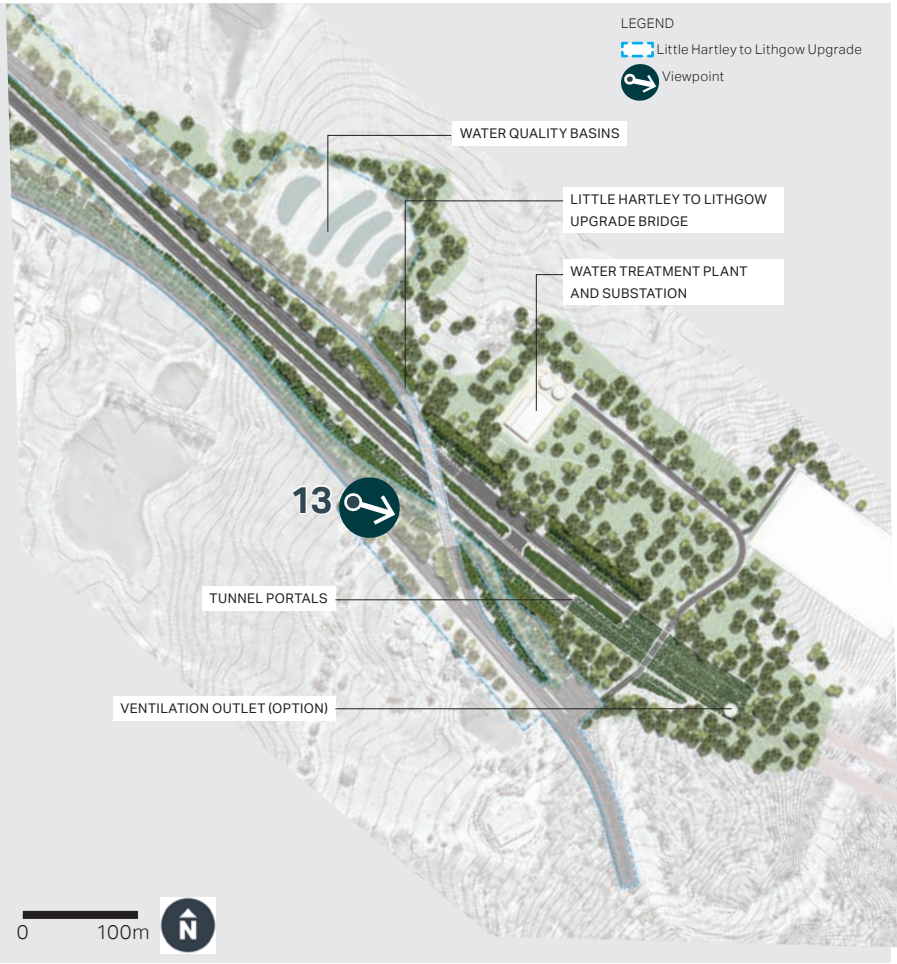 LEGEND
Little Hartley to Lithgow Upgrade
Viewpoint
WATER QUALITY BASINS
LITTLE HARTLEY TO LITHGOW
UPGRADE BRIDGE
WATER TREATMENT PLANT
AND SUBSTATION
13
TUNNEL PORTALS
VENTILATION OUTLET (OPTION)
0 100m
N